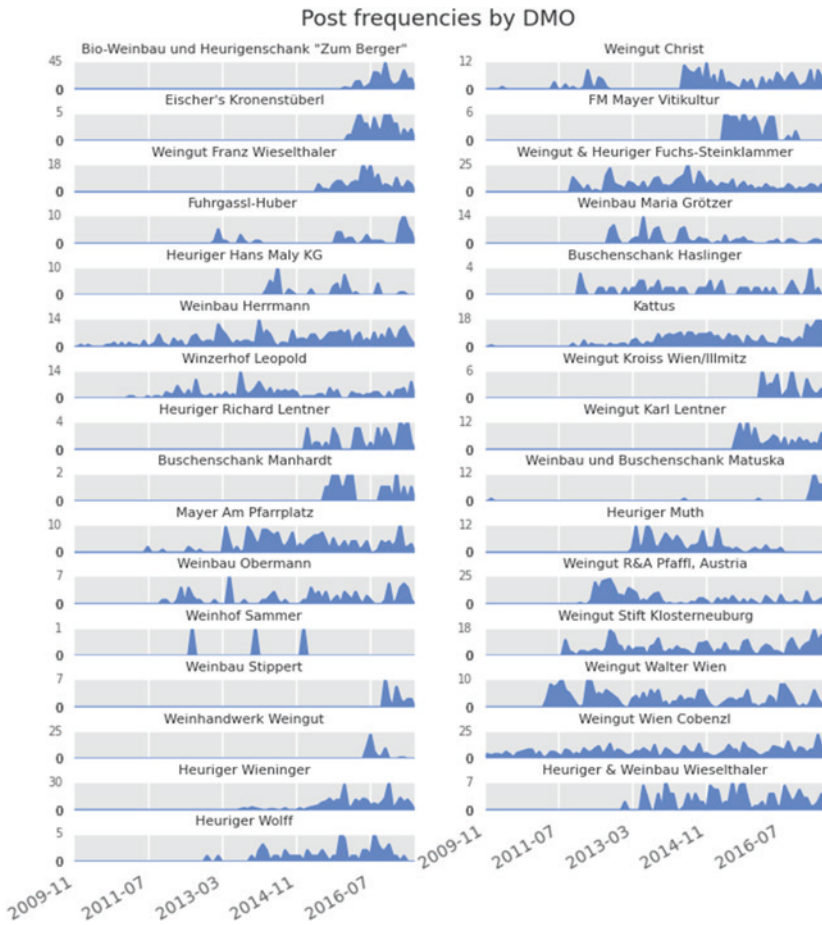 Post frequencies by DMO
Bio-Weinbau und Heurigenschank "Zum Berger"
45
0
Eischer's Kronenstüberl
5
0
Weingut Franz Wieselthaler
18
0
Fuhrgassl-Huber
10
0
Heuriger Hans Maly KG
10
0
Weinbau Herrmann
14
0
Winzerhof Leopold
14
0
Heuriger Richard Lentner
4
0
Buschenschank Manhardt
2
0
Mayer Am Pfarrplatz
10
0
Weinbau Obermann
7
0
Weinhof Sammer
1
0
Weinbau Stippert
7
0
Weinhandwerk Weingut
25
0
Heuriger Wieninger
30
0
Heuriger Wolff
5
0
2009-11
2011-07
2013-03
2014-11
2016-07
Weingut Christ
12
0
FM Mayer Vitikultur
6
0
Weingut & Heuriger Fuchs-Steinklammer
25
0
Weinbau Maria Grötzer
14
0
Buschenschank Haslinger
4
0
Kattus
18
0
Weingut Kroiss Wien/Illmitz
6
0
Weingut Karl Lentner
12
0
Weinbau und Buschenschank Matuska
12
0
Heuriger Muth
12
0
Weingut R&A Pfaffl, Austria
25
0
Weingut Stift Klosterneuburg
18
0
Weingut Walter Wien
10
0
Weingut Wien Cobenzl
25
0
Heuriger & Weinbau Wieselthaler
7
0
2009-11
2011-07
2013-03
2014-11
2016-07